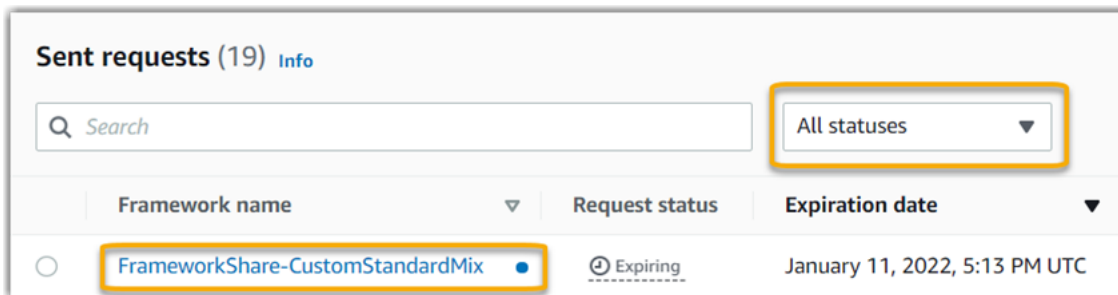 Sent requests (19) Info
Search
All statuses
Framework name
Request status
Expiration date
FrameworkShare-CustomStandardMix
Expiring
January 11, 2022, 5:13 PM UTC